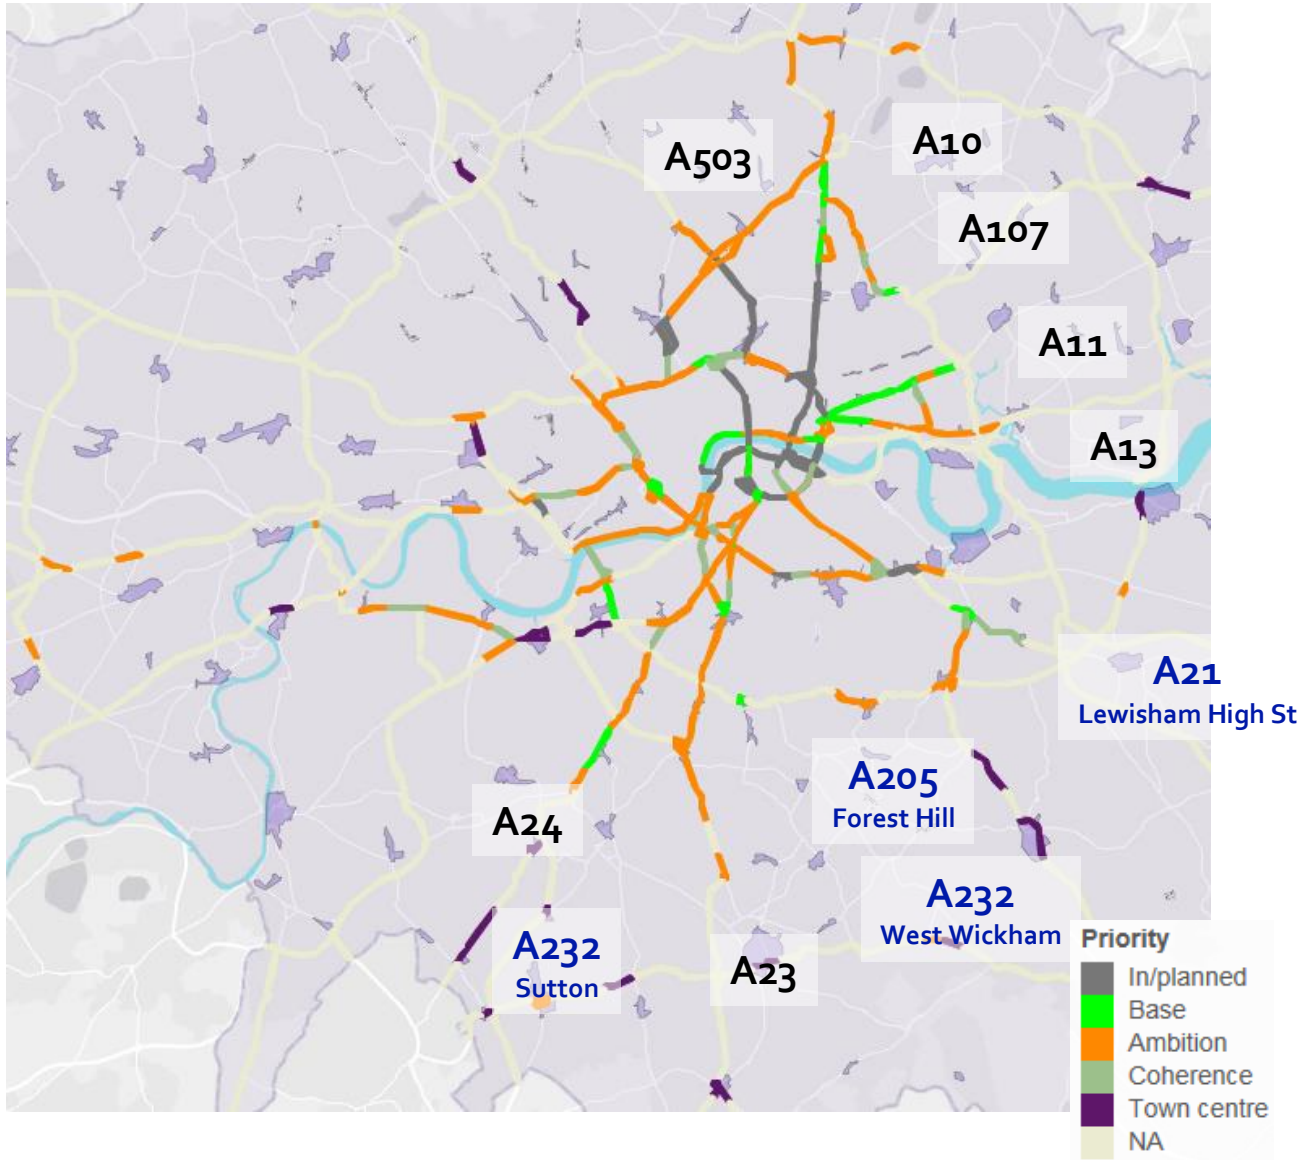 A10
A503
A107
A11
A13
A21
Lewisham High St
A205
Forest Hill
A24
A232
West Wickham
A232
Sutton
A23
Priority
In/planned
Base
Ambition
Coherence
Town centre
NA